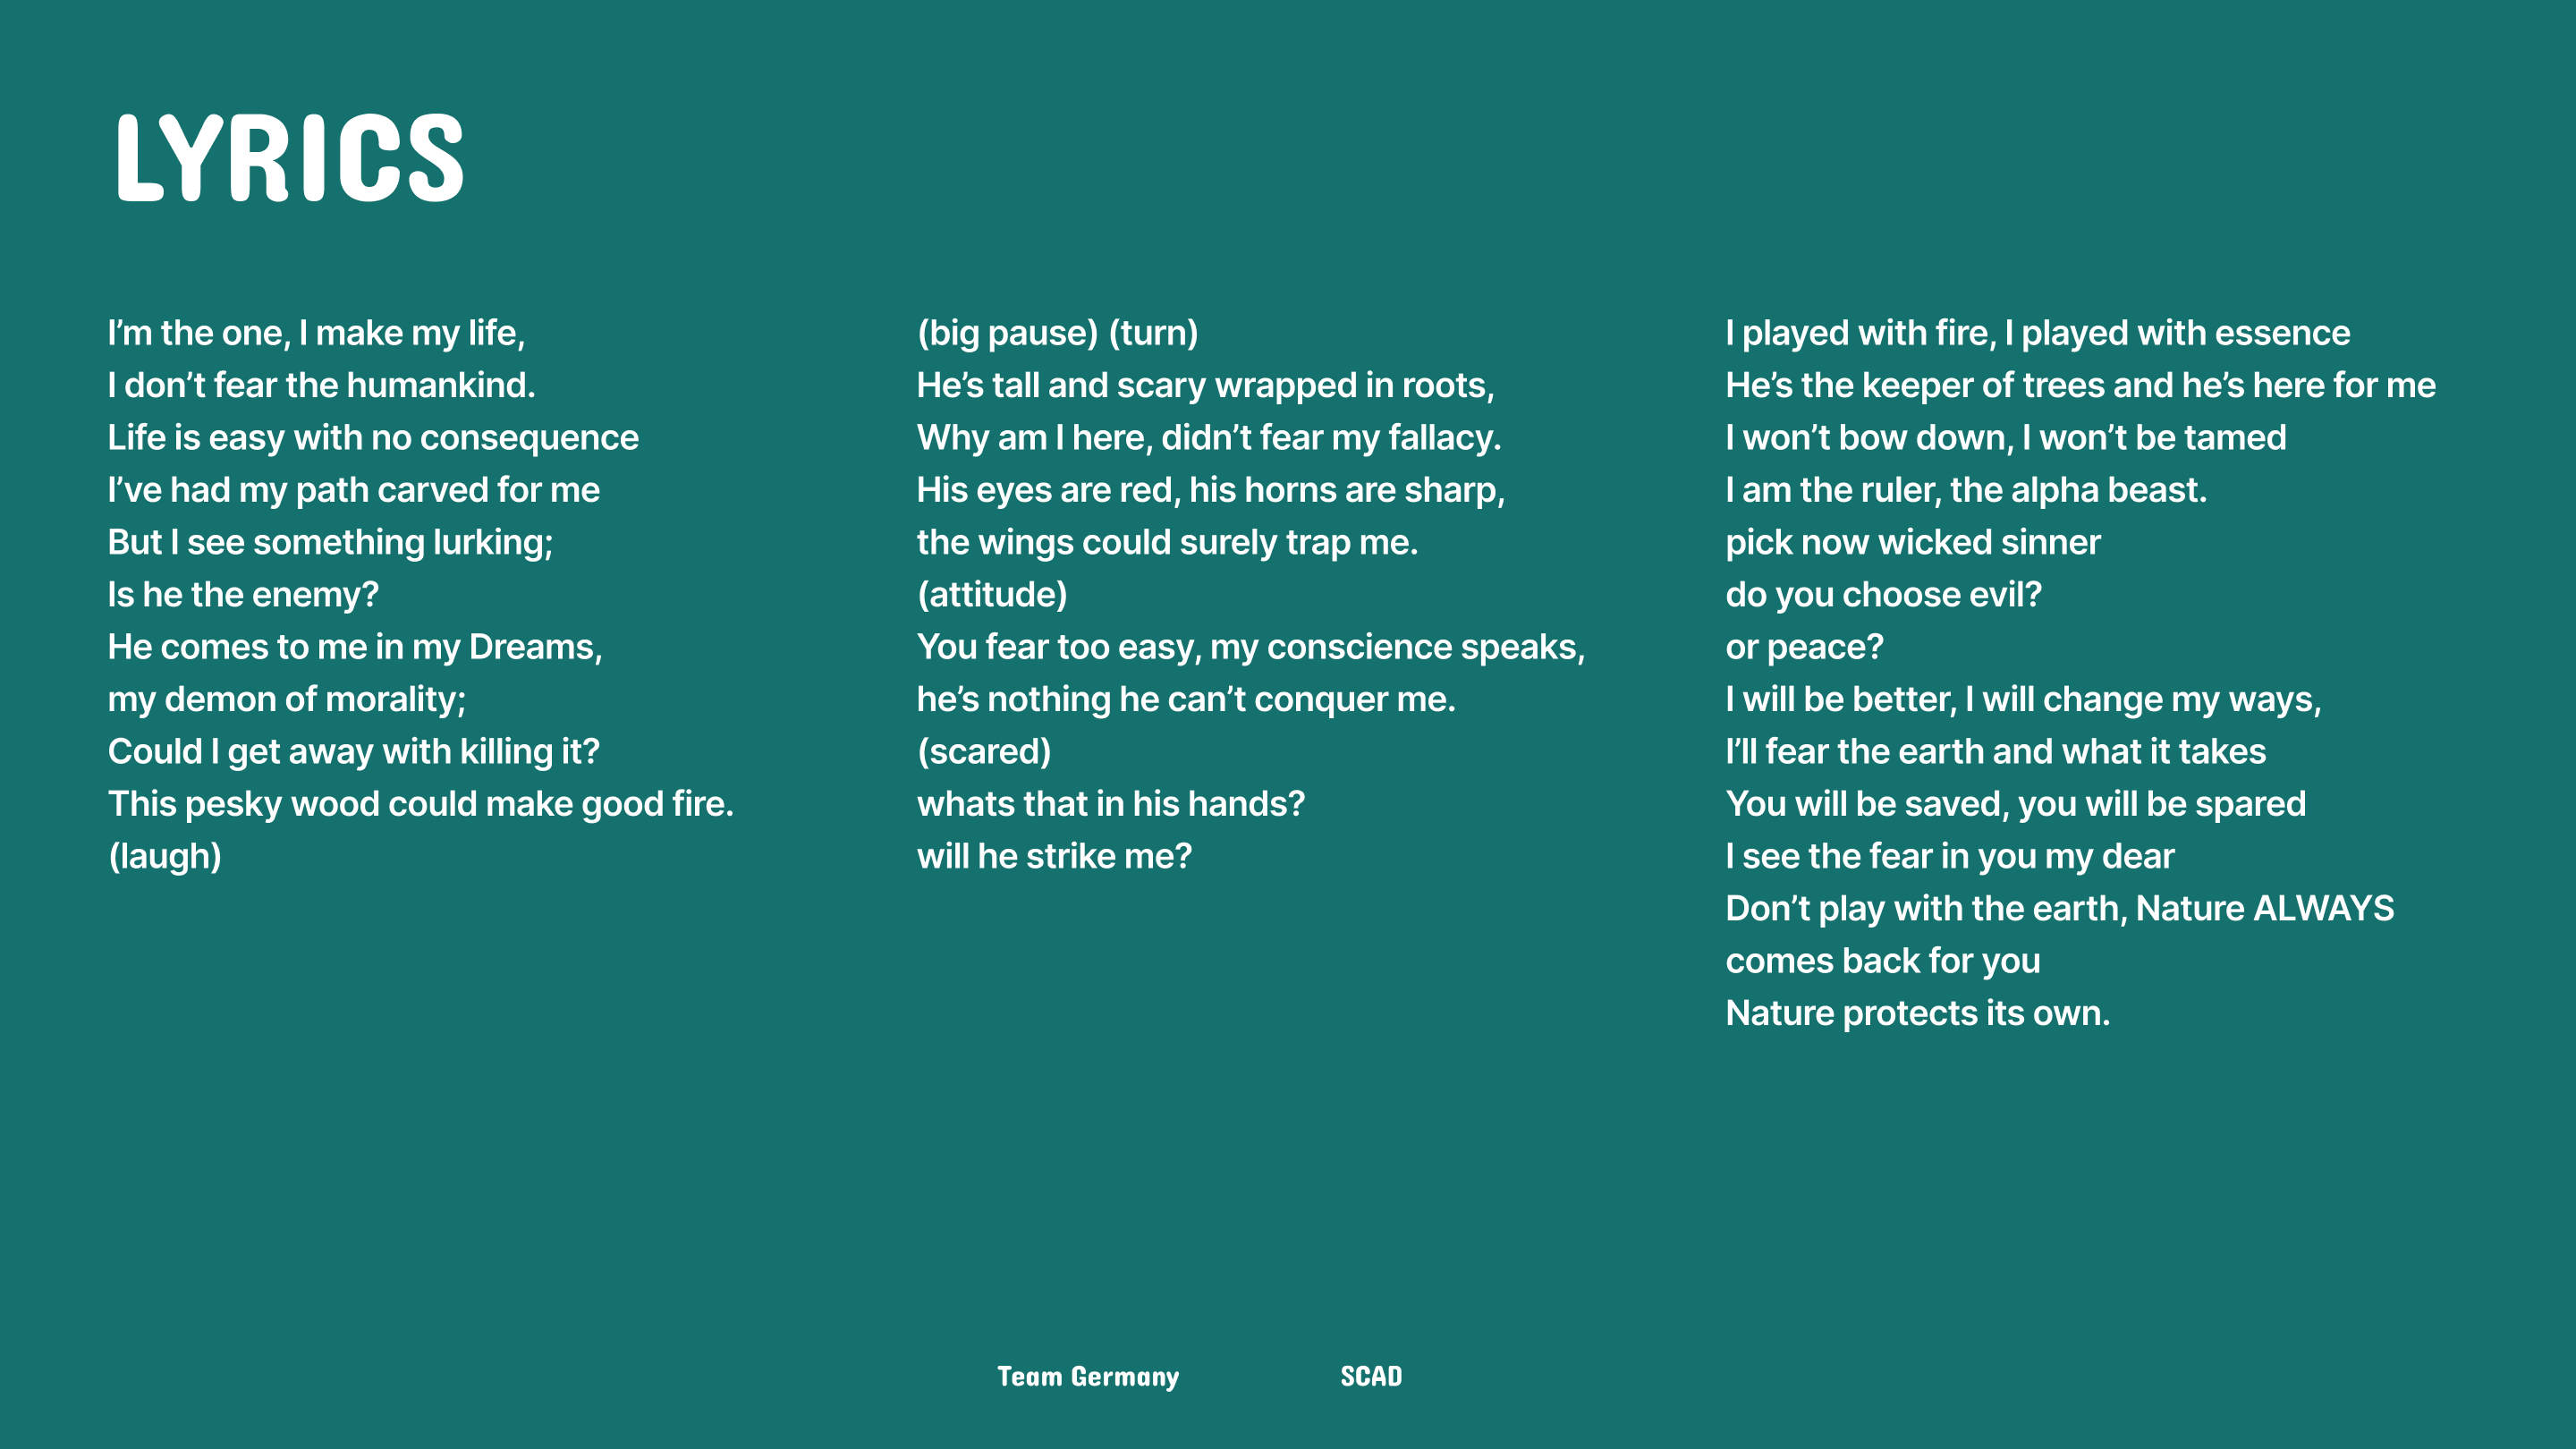 LYRICS
I’m the one, I make my life,
I don’t fear the humankind.
Life is easy with no consequence
I’ve had my path carved for me
But I see something lurking;
Is he the enemy?
He comes to me in my Dreams,
my demon of morality;
Could I get away with killing it?
This pesky wood could make good fire.
(laugh)
(big pause) (turn)
He’s tall and scary wrapped in roots,
Why am I here, didn’t fear my fallacy.
His eyes are red, his horns are sharp,
the wings could surely trap me.
(attitude)
You fear too easy, my conscience speaks,
he’s nothing he can’t conquer me.
(scared)
whats that in his hands?
will he strike me?
I played with fire, I played with essence
He’s the keeper of trees and he’s here for me
I won’t bow down, I won’t be tamed
I am the ruler, the alpha beast.
pick now wicked sinner
do you choose evil?
or peace?
I will be better, I will change my ways,
I’ll fear the earth and what it takes
You will be saved, you will be spared
I see the fear in you my dear
Don’t play with the earth, Nature ALWAYS
comes back for you
Nature protects its own.
Team Germany
SCAD